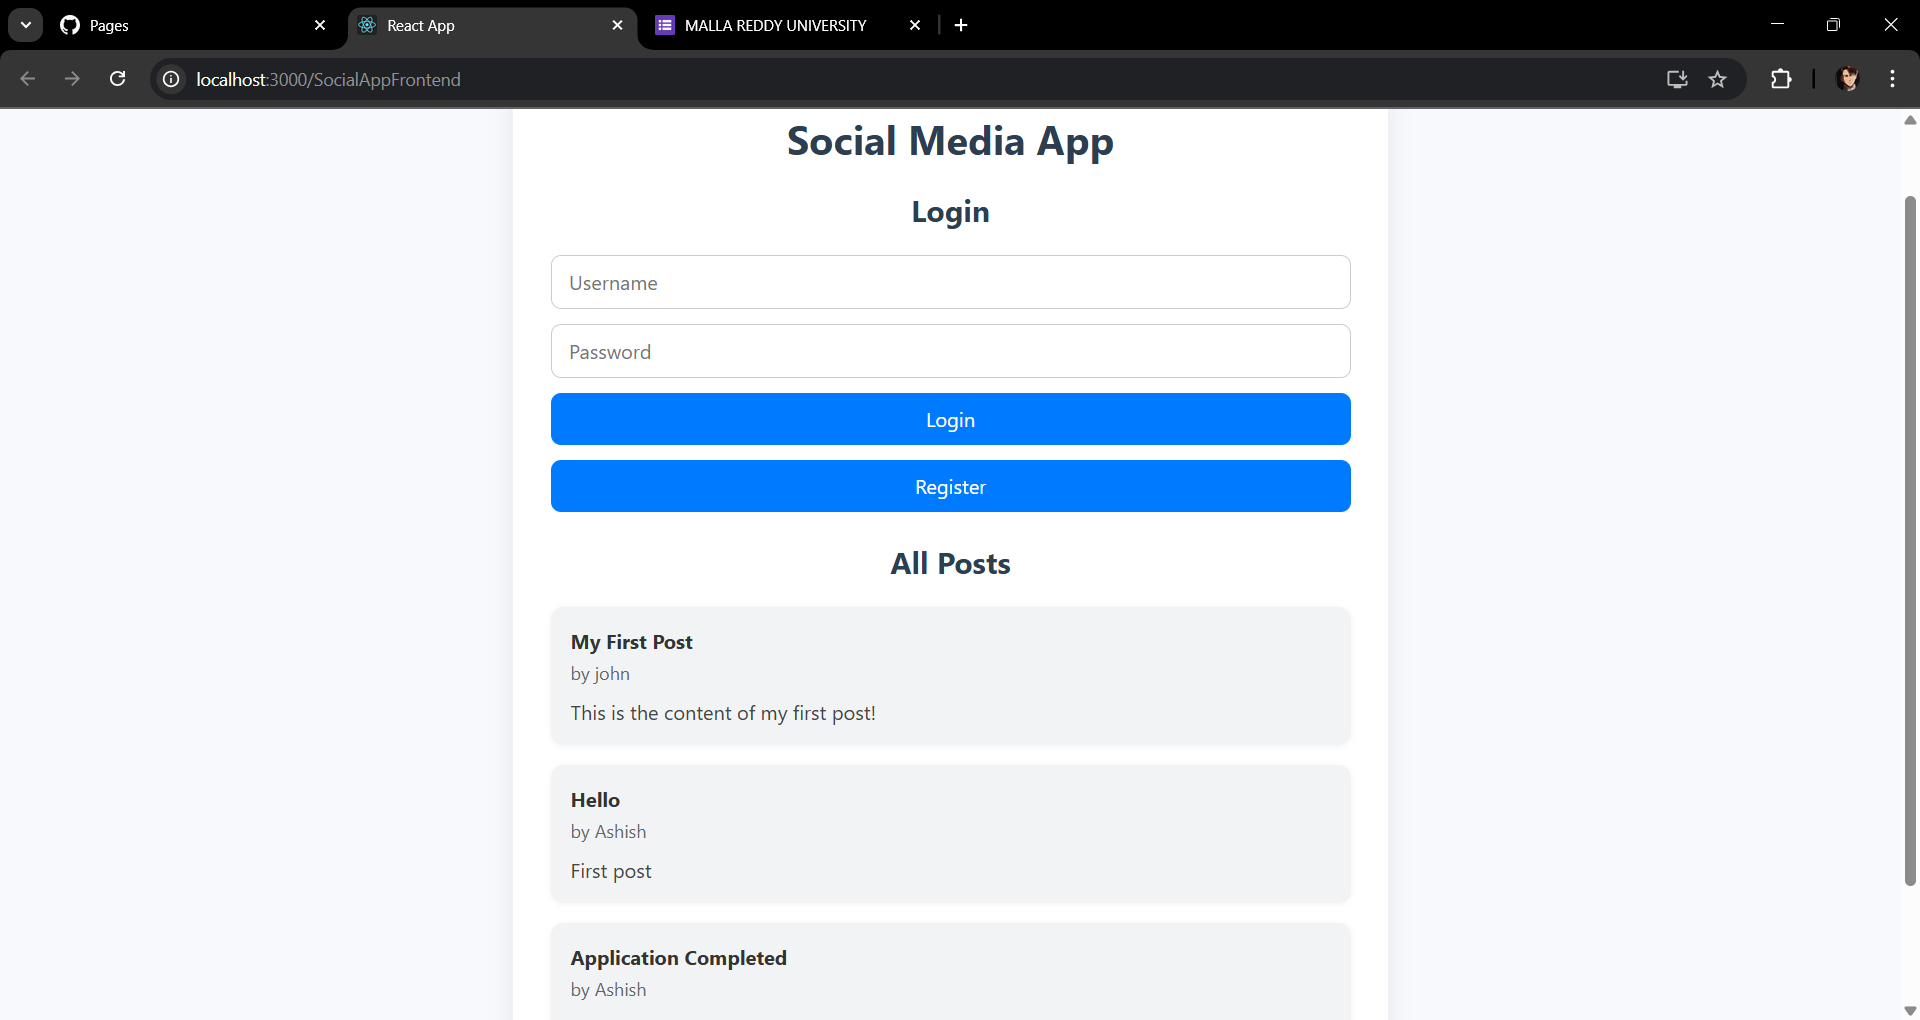 Pages
React App
MALLA REDDY UNIVERSITY
localhost:3000/SocialAppFrontend
Social Media App
Login
Username
Password
Login
Register
All Posts
My First Post
by john
This is the content of my first post!
Hello
by Ashish
First post
Application Completed
by Ashish